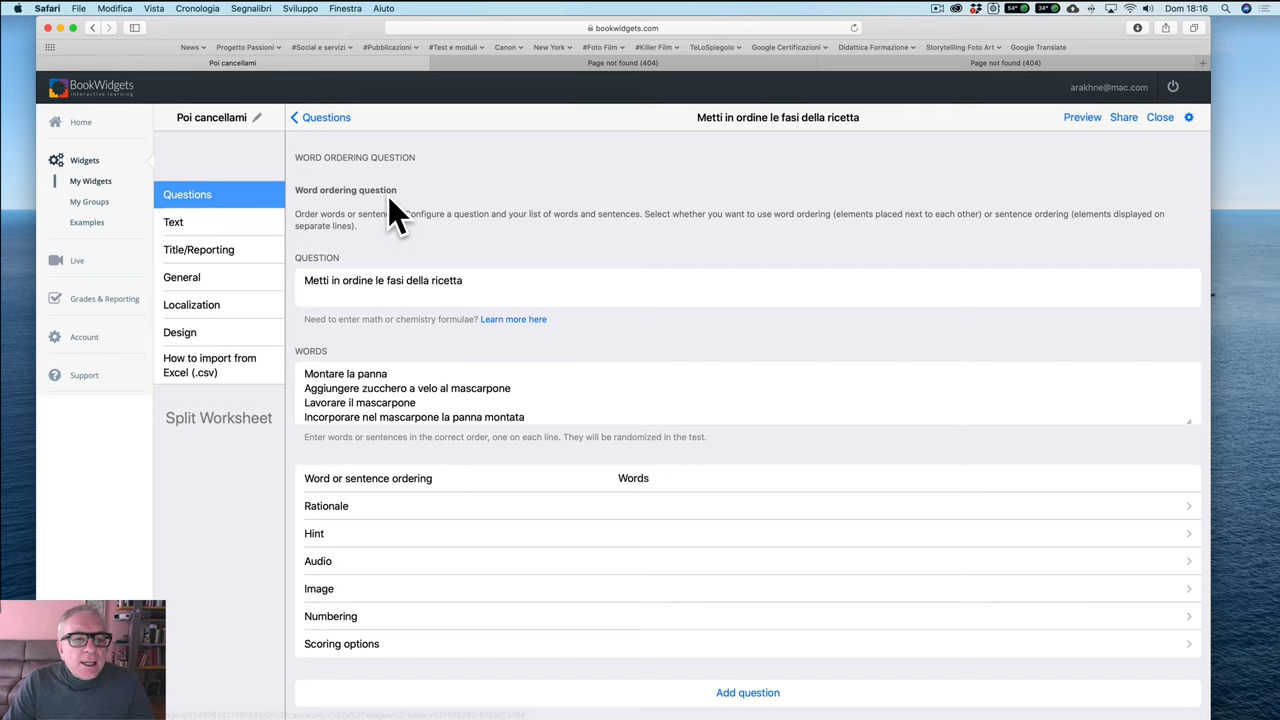 Safari File Modifica Vista Cronologia Segnalibri Sviluppo Finestra Aiuto 54° 34° Dom 18:16
bookwidgets.com
News Progetto Passioni #Social e servizi #Pubblicazioni #Test e moduli Canon New York #Foto Film #Killer Film TeLoSpiegolo Google Certificazioni Didattica Formazione Storytelling Foto Art Google Translate
Poi cancellami Page not found (404) Page not found (404)
BookWidgets
interactive learning
arakhne@mac.com
Home
Widgets
My Widgets
My Groups
Examples
Live
Grades & Reporting
Account
Support
Poi cancellami
Questions
Text
Title/Reporting
General
Localization
Design
How to import from
Excel (.csv)
Split Worksheet
Questions Metti in ordine le fasi della ricetta Preview Share Close
WORD ORDERING QUESTION
Word ordering question
Order words or configure a question and your list of words and sentences. Select whether you want to use word ordering (elements placed next to each other) or sentence ordering (elements displayed on
separate lines).
QUESTION
Metti in ordine le fasi della ricetta
Need to enter math or chemistry formulae? Learn more here
WORDS
Montare la panna
Aggiungere zucchero a velo al mascarpone
Lavorare il mascarpone
Incorporare nel mascarpone la panna montata
Enter words or sentences in the correct order, one on each line. They will be randomized in the test.
Word or sentence ordering Words
Rationale
Hint
Audio
Image
Numbering
Scoring options
Add question